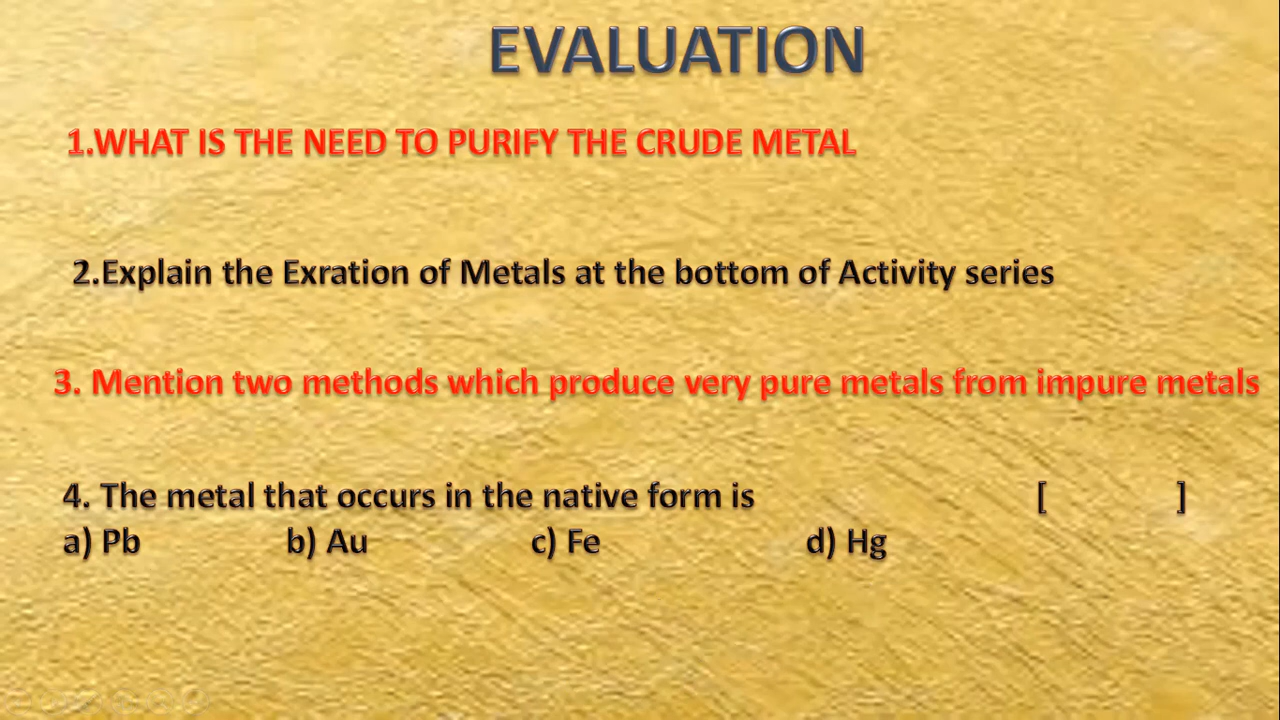 EVALUATION
1.WHAT IS THE NEED TO PURIFY THE CRUDE METAL
2.Explain the Exration of Metals at the bottom of Activity series
3. Mention two methods which produce very pure metals from impure metals
4. The metal that occurs in the native form is [ ]
a) Pb b) Au c) Fe d) Hg